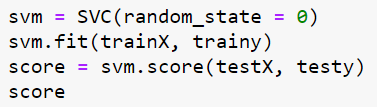 svm = SVC(random_state = 0)
svm.fit(trainX, trainy)
score = svm.score(testX, testy)
score